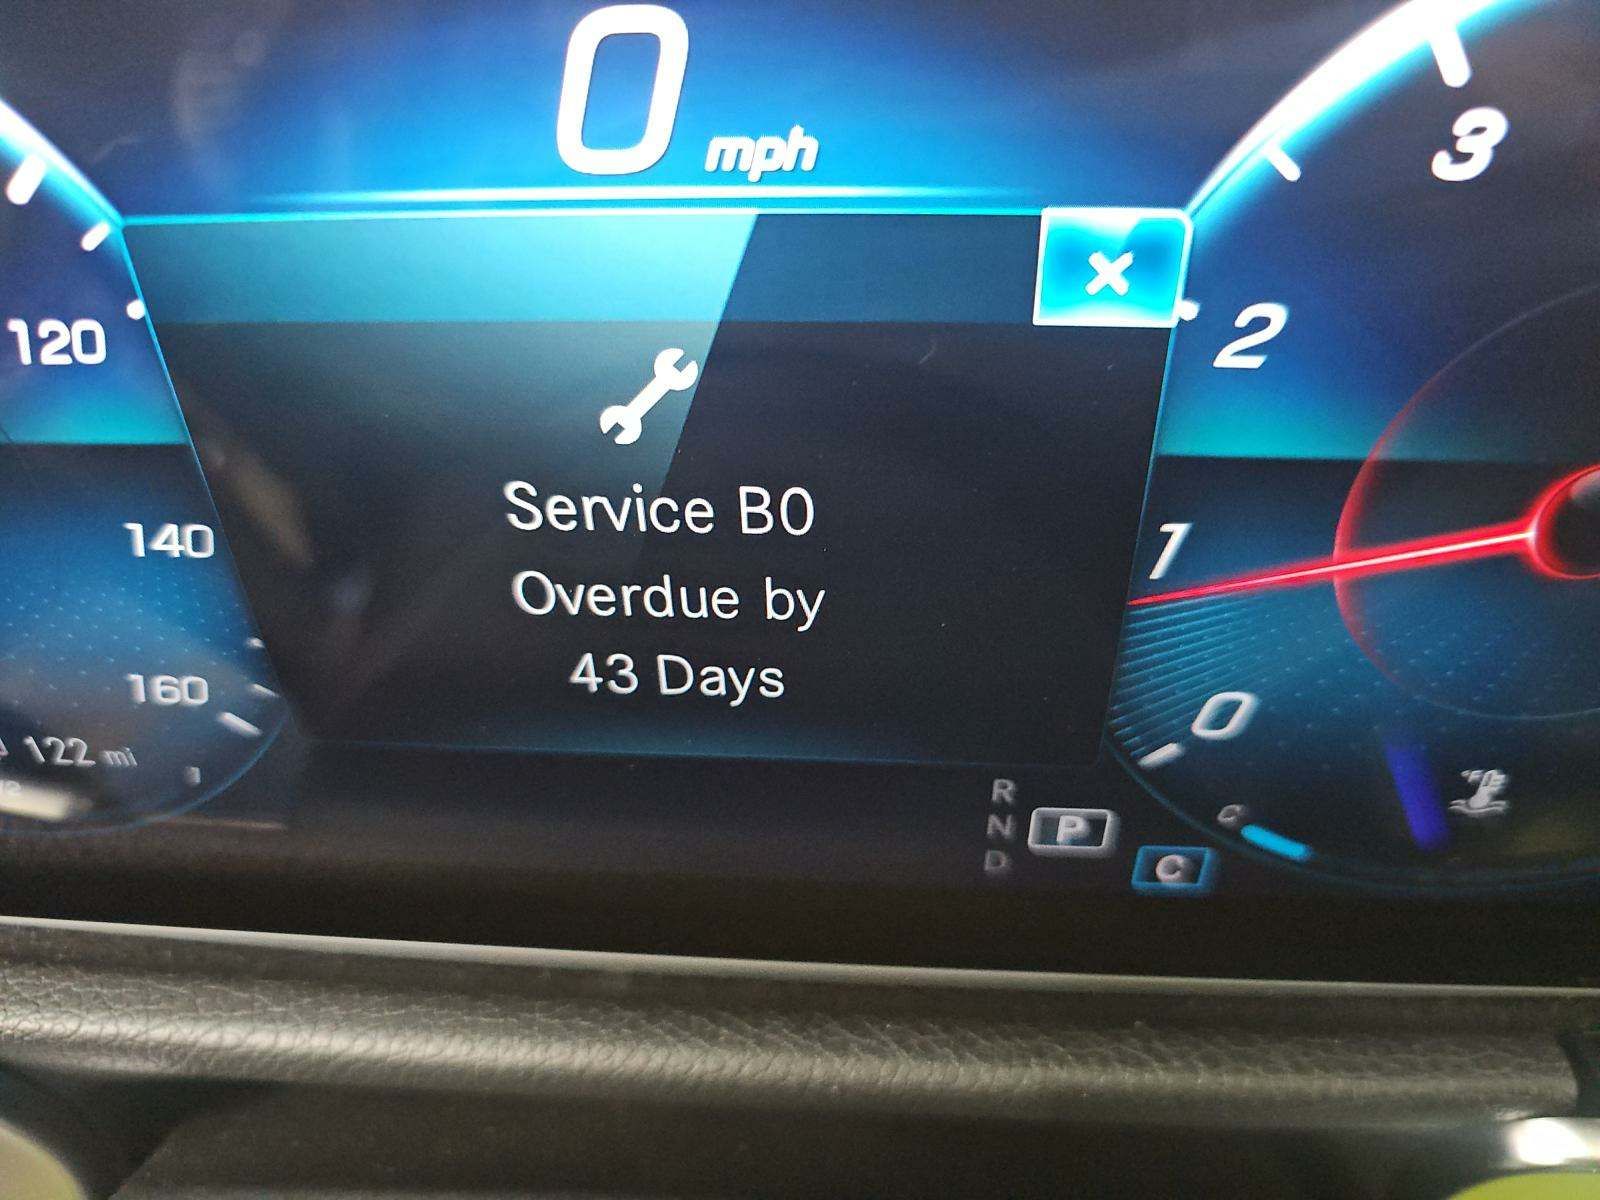 0 mph
3
2
120
Service B0
Overdue by
43 Days
140
1
160
0
122 mi
R
N P
D
C
C